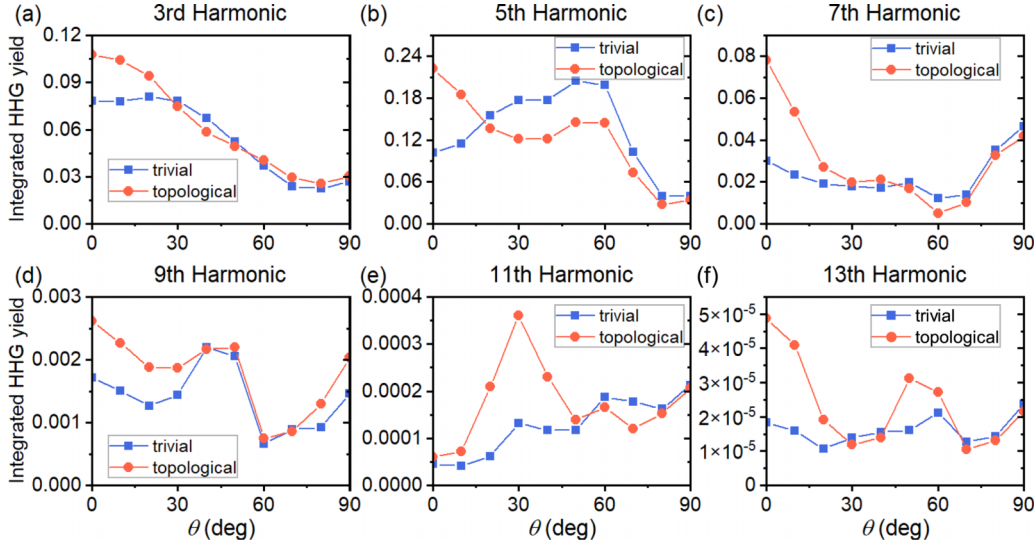 (a) 3rd Harmonic
Integrated HHG yield
0.12
0.09
0.06
0.03
0.00
trivial
topological
0 30 60 90
(b) 5th Harmonic
0.24
0.18
0.12
0.06
0.00
trivial
topological
0 30 60 90
(c) 7th Harmonic
0.08
0.06
0.04
0.02
0.00
trivial
topological
0 30 60 90
(d) 9th Harmonic
Integrated HHG yield
0.003
0.002
0.001
0.000
trivial
topological
0 30 60 90
θ (deg)
(e) 11th Harmonic
0.0004
0.0003
0.0002
0.0001
0.0000
trivial
topological
0 30 60 90
θ (deg)
(f) 13th Harmonic
5×10⁻⁵
4×10⁻⁵
3×10⁻⁵
2×10⁻⁵
1×10⁻⁵
0
trivial
topological
0 30 60 90
θ (deg)